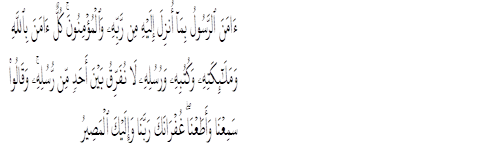 ءَامَنَ ٱلرَّسُولُ بِمَآ أُنزِلَ إِلَيْهِ مِن رَّبِّهِۦ وَٱلْمُؤْمِنُونَ ۚ كُلٌّ ءَامَنَ بِٱللَّهِ
وَمَلَـٰٓئِكَتِهِۦ وَكُتُبِهِۦ وَرُسُلِهِۦ لَا نُفَرِّقُ بَيْنَ أَحَدٍ مِّن رُّسُلِهِۦ ۚ وَقَالُوا۟
سَمِعْنَا وَأَطَعْنَا ۖ غُفْرَانَكَ رَبَّنَا وَإِلَيْكَ ٱلْمَصِيرُ